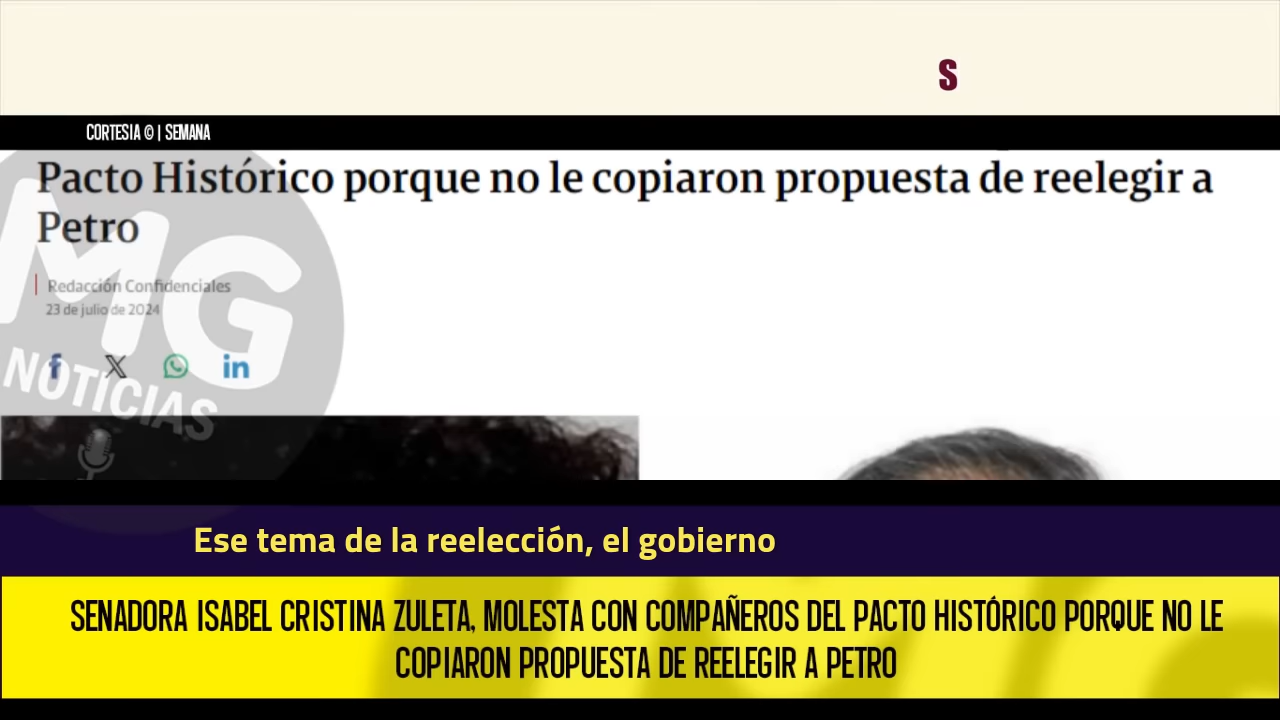 S
CORTESIA © | SEMANA
Pacto Histórico porque no le copiaron propuesta de reelegir a
Petro
Redacción Confidenciales
23 de julio de 2024
f X in
MG
NOTICIAS
Ese tema de la reelección, el gobierno
SENADORA ISABEL CRISTINA ZULETA, MOLESTA CON COMPAÑEROS DEL PACTO HISTÓRICO PORQUE NO LE
COPIARON PROPUESTA DE REELEGIR A PETRO